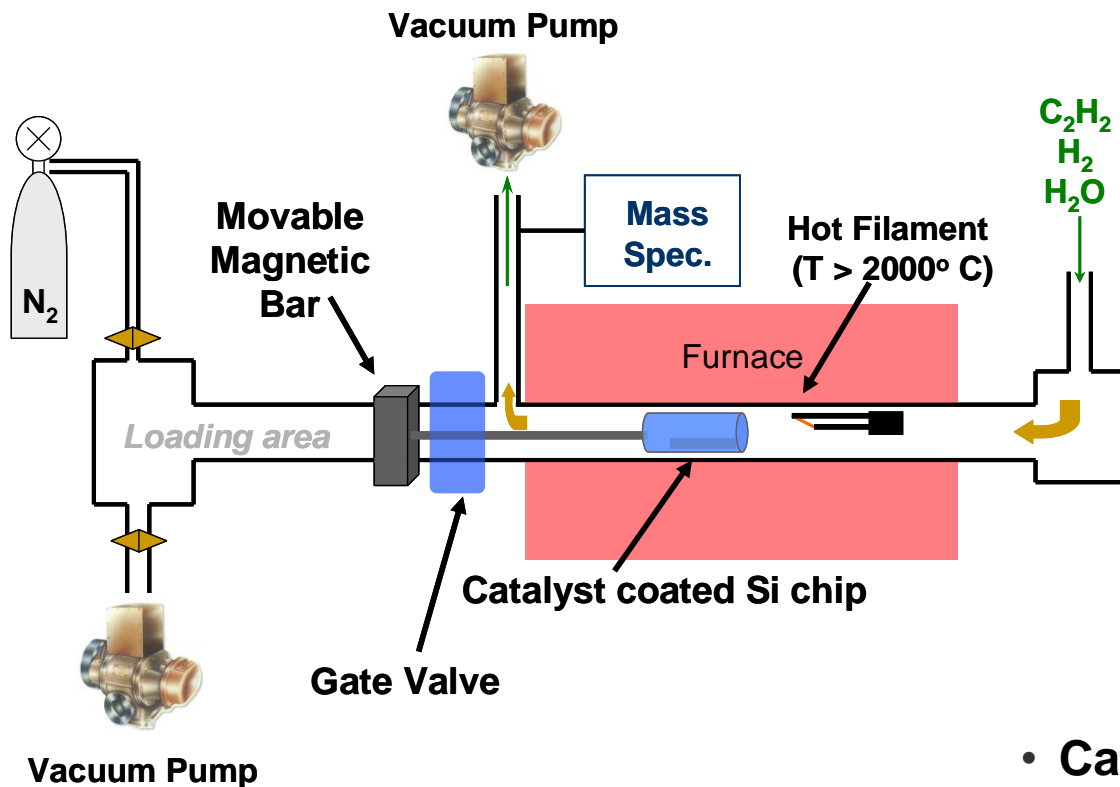 Vacuum Pump
C₂H₂
H₂
H₂O
Movable
Magnetic
Bar
Mass
Spec.
Hot Filament
(T > 2000° C)
N₂
Furnace
Loading area
Catalyst coated Si chip
Gate Valve
Vacuum Pump
• Ca